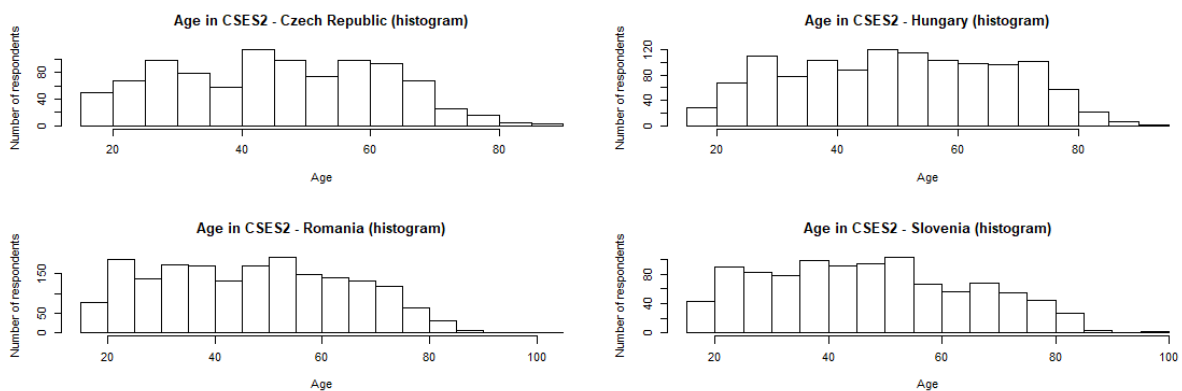 Age in CSES2 - Czech Republic (histogram)
Number of respondents
0 40 80
20 40 60 80
Age
Age in CSES2 - Hungary (histogram)
Number of respondents
0 40 80 120
20 40 60 80
Age
Age in CSES2 - Romania (histogram)
Number of respondents
0 50 150
20 40 60 80 100
Age
Age in CSES2 - Slovenia (histogram)
Number of respondents
0 40 80
20 40 60 80 100
Age